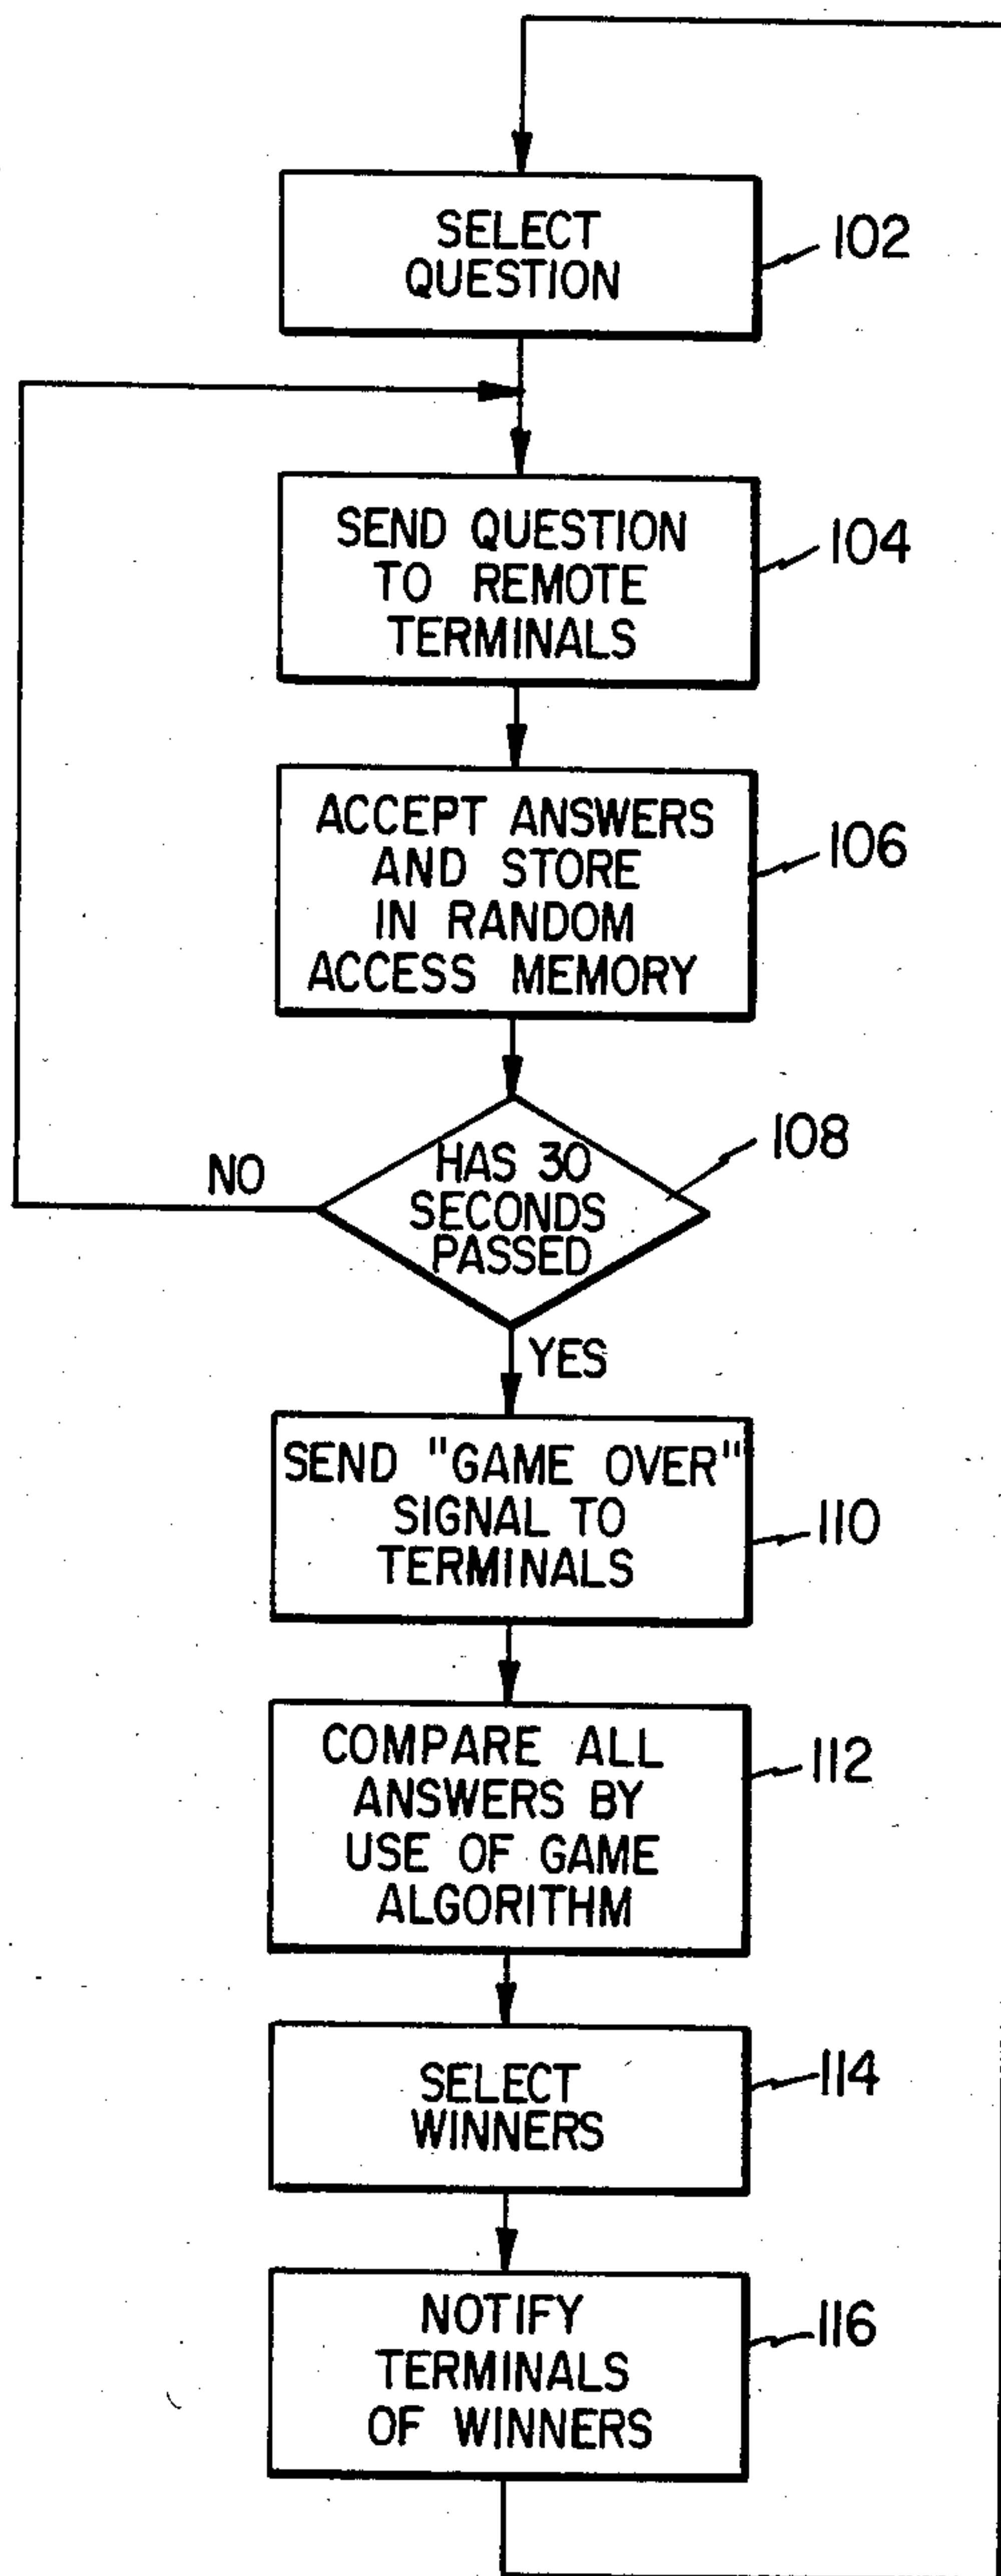 SELECT
QUESTION
102
SEND QUESTION
TO REMOTE
TERMINALS
104
ACCEPT ANSWERS
AND STORE
IN RANDOM
ACCESS MEMORY
106
HAS 30
SECONDS
PASSED
108
NO
YES
SEND "GAME OVER"
SIGNAL TO
TERMINALS
110
COMPARE ALL
ANSWERS BY
USE OF GAME
ALGORITHM
112
SELECT
WINNERS
114
NOTIFY
TERMINALS
OF WINNERS
116